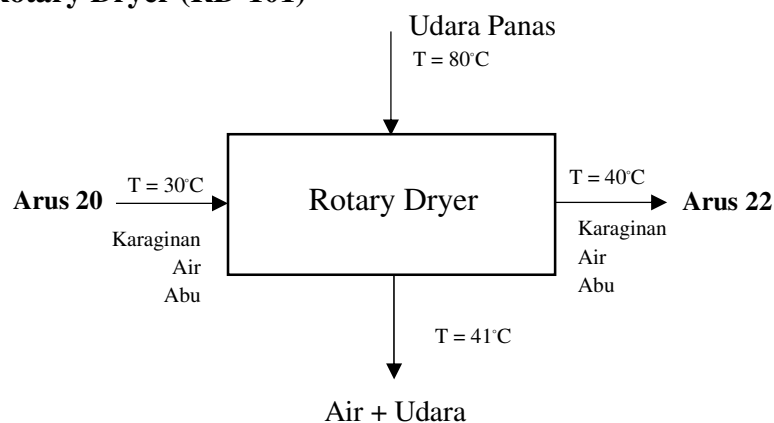 Rotary Dryer (RD-101)
Udara Panas
T = 80°C
Arus 20
T = 30°C
Karaginan
Air
Abu
Rotary Dryer
T = 40°C
Arus 22
Karaginan
Air
Abu
T = 41°C
Air + Udara